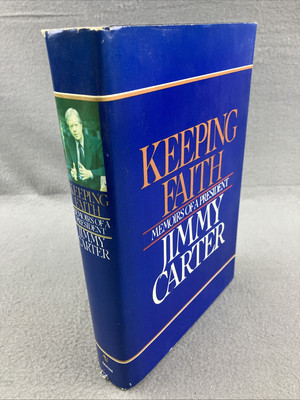 KEEPING
FAITH
MEMOIRS OF A PRESIDENT
JIMMY
CARTER
KEEPING
FAITH
MEMOIRS OF A
PRESIDENT
JIMMY
CARTER